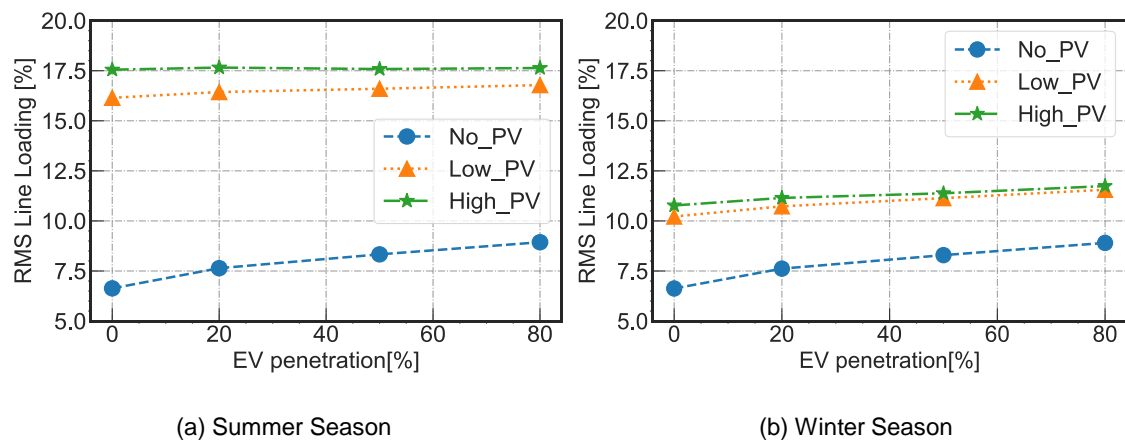 20.0
17.5
15.0
12.5
10.0
7.5
5.0
RMS Line Loading [%]
No_PV
Low_PV
High_PV
0 20 40 60 80
EV penetration[%]
(a) Summer Season
20.0
17.5
15.0
12.5
10.0
7.5
5.0
RMS Line Loading [%]
No_PV
Low_PV
High_PV
0 20 40 60 80
EV penetration[%]
(b) Winter Season